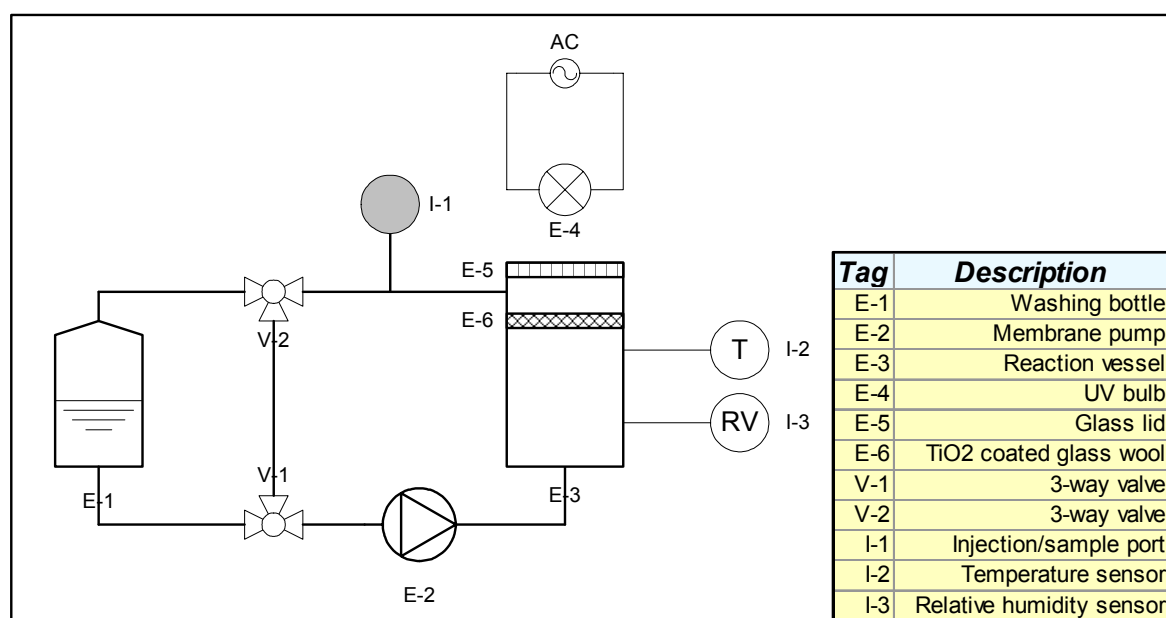 AC
I-1
E-4
E-5
E-6
V-2
T
I-2
RV
I-3
V-1
E-1
E-3
E-2
Tag Description
E-1 Washing bottle
E-2 Membrane pump
E-3 Reaction vessel
E-4 UV bulb
E-5 Glass lid
E-6 TiO2 coated glass wool
V-1 3-way valve
V-2 3-way valve
I-1 Injection/sample port
I-2 Temperature sensor
I-3 Relative humidity sensor